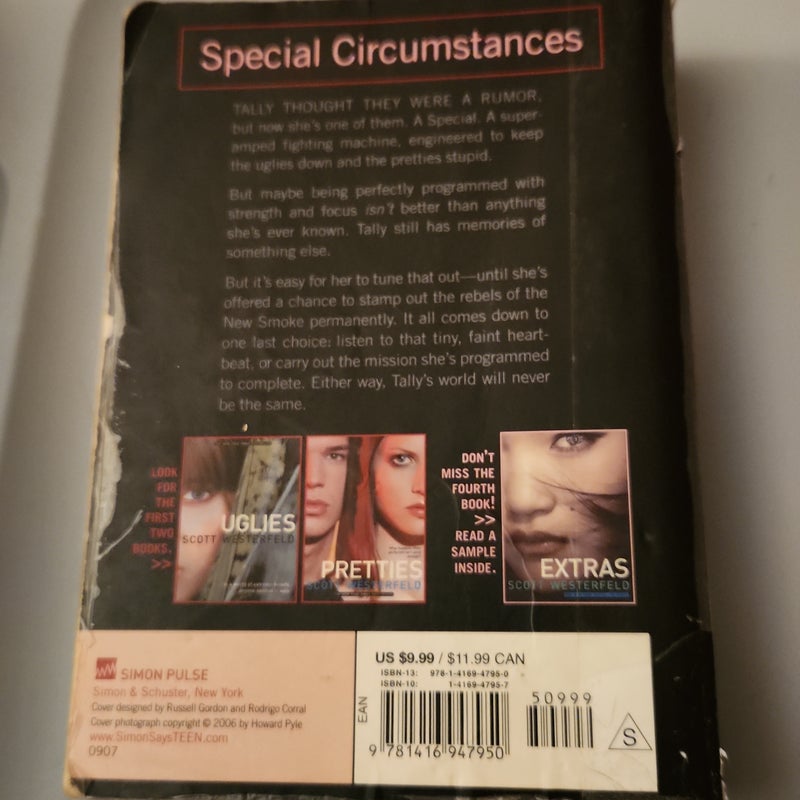 Special Circumstances
TALLY THOUGHT THEY WERE A RUMOR,
but now she's one of them. A Special. A super-
amped fighting machine, engineered to keep
the uglies down and the pretties stupid.
But maybe being perfectly programmed with
strength and focus isn't better than anything
she's ever known. Tally still has memories of
something else.
But it's easy for her to tune that out—until she's
offered a chance to stamp out the rebels of the
New Smoke permanently. It all comes down to
one last choice: listen to that tiny, faint heart-
beat, or carry out the mission she's programmed
to complete. Either way, Tally's world will never
be the same.
LOOK
FOR
THE
FIRST
TWO
BOOKS.
>>
UGLIES
SCOTT WESTERFELD
PRETTIES
SCOTT WESTERFELD
DON'T
MISS THE
FOURTH
BOOK!
>>
READ A
SAMPLE
INSIDE.
EXTRAS
SCOTT WESTERFELD
SIMON PULSE
Simon & Schuster, New York
Cover designed by Russell Gordon and Rodrigo Corral
Cover photograph copyright © 2006 by Howard Pyle
www.SimonSaysTEEN.com
0907
US $9.99 / $11.99 CAN
ISBN-13: 978-1-4169-4795-0
ISBN-10: 1-4169-4795-7
EAN
50999
9 781416 947950
S